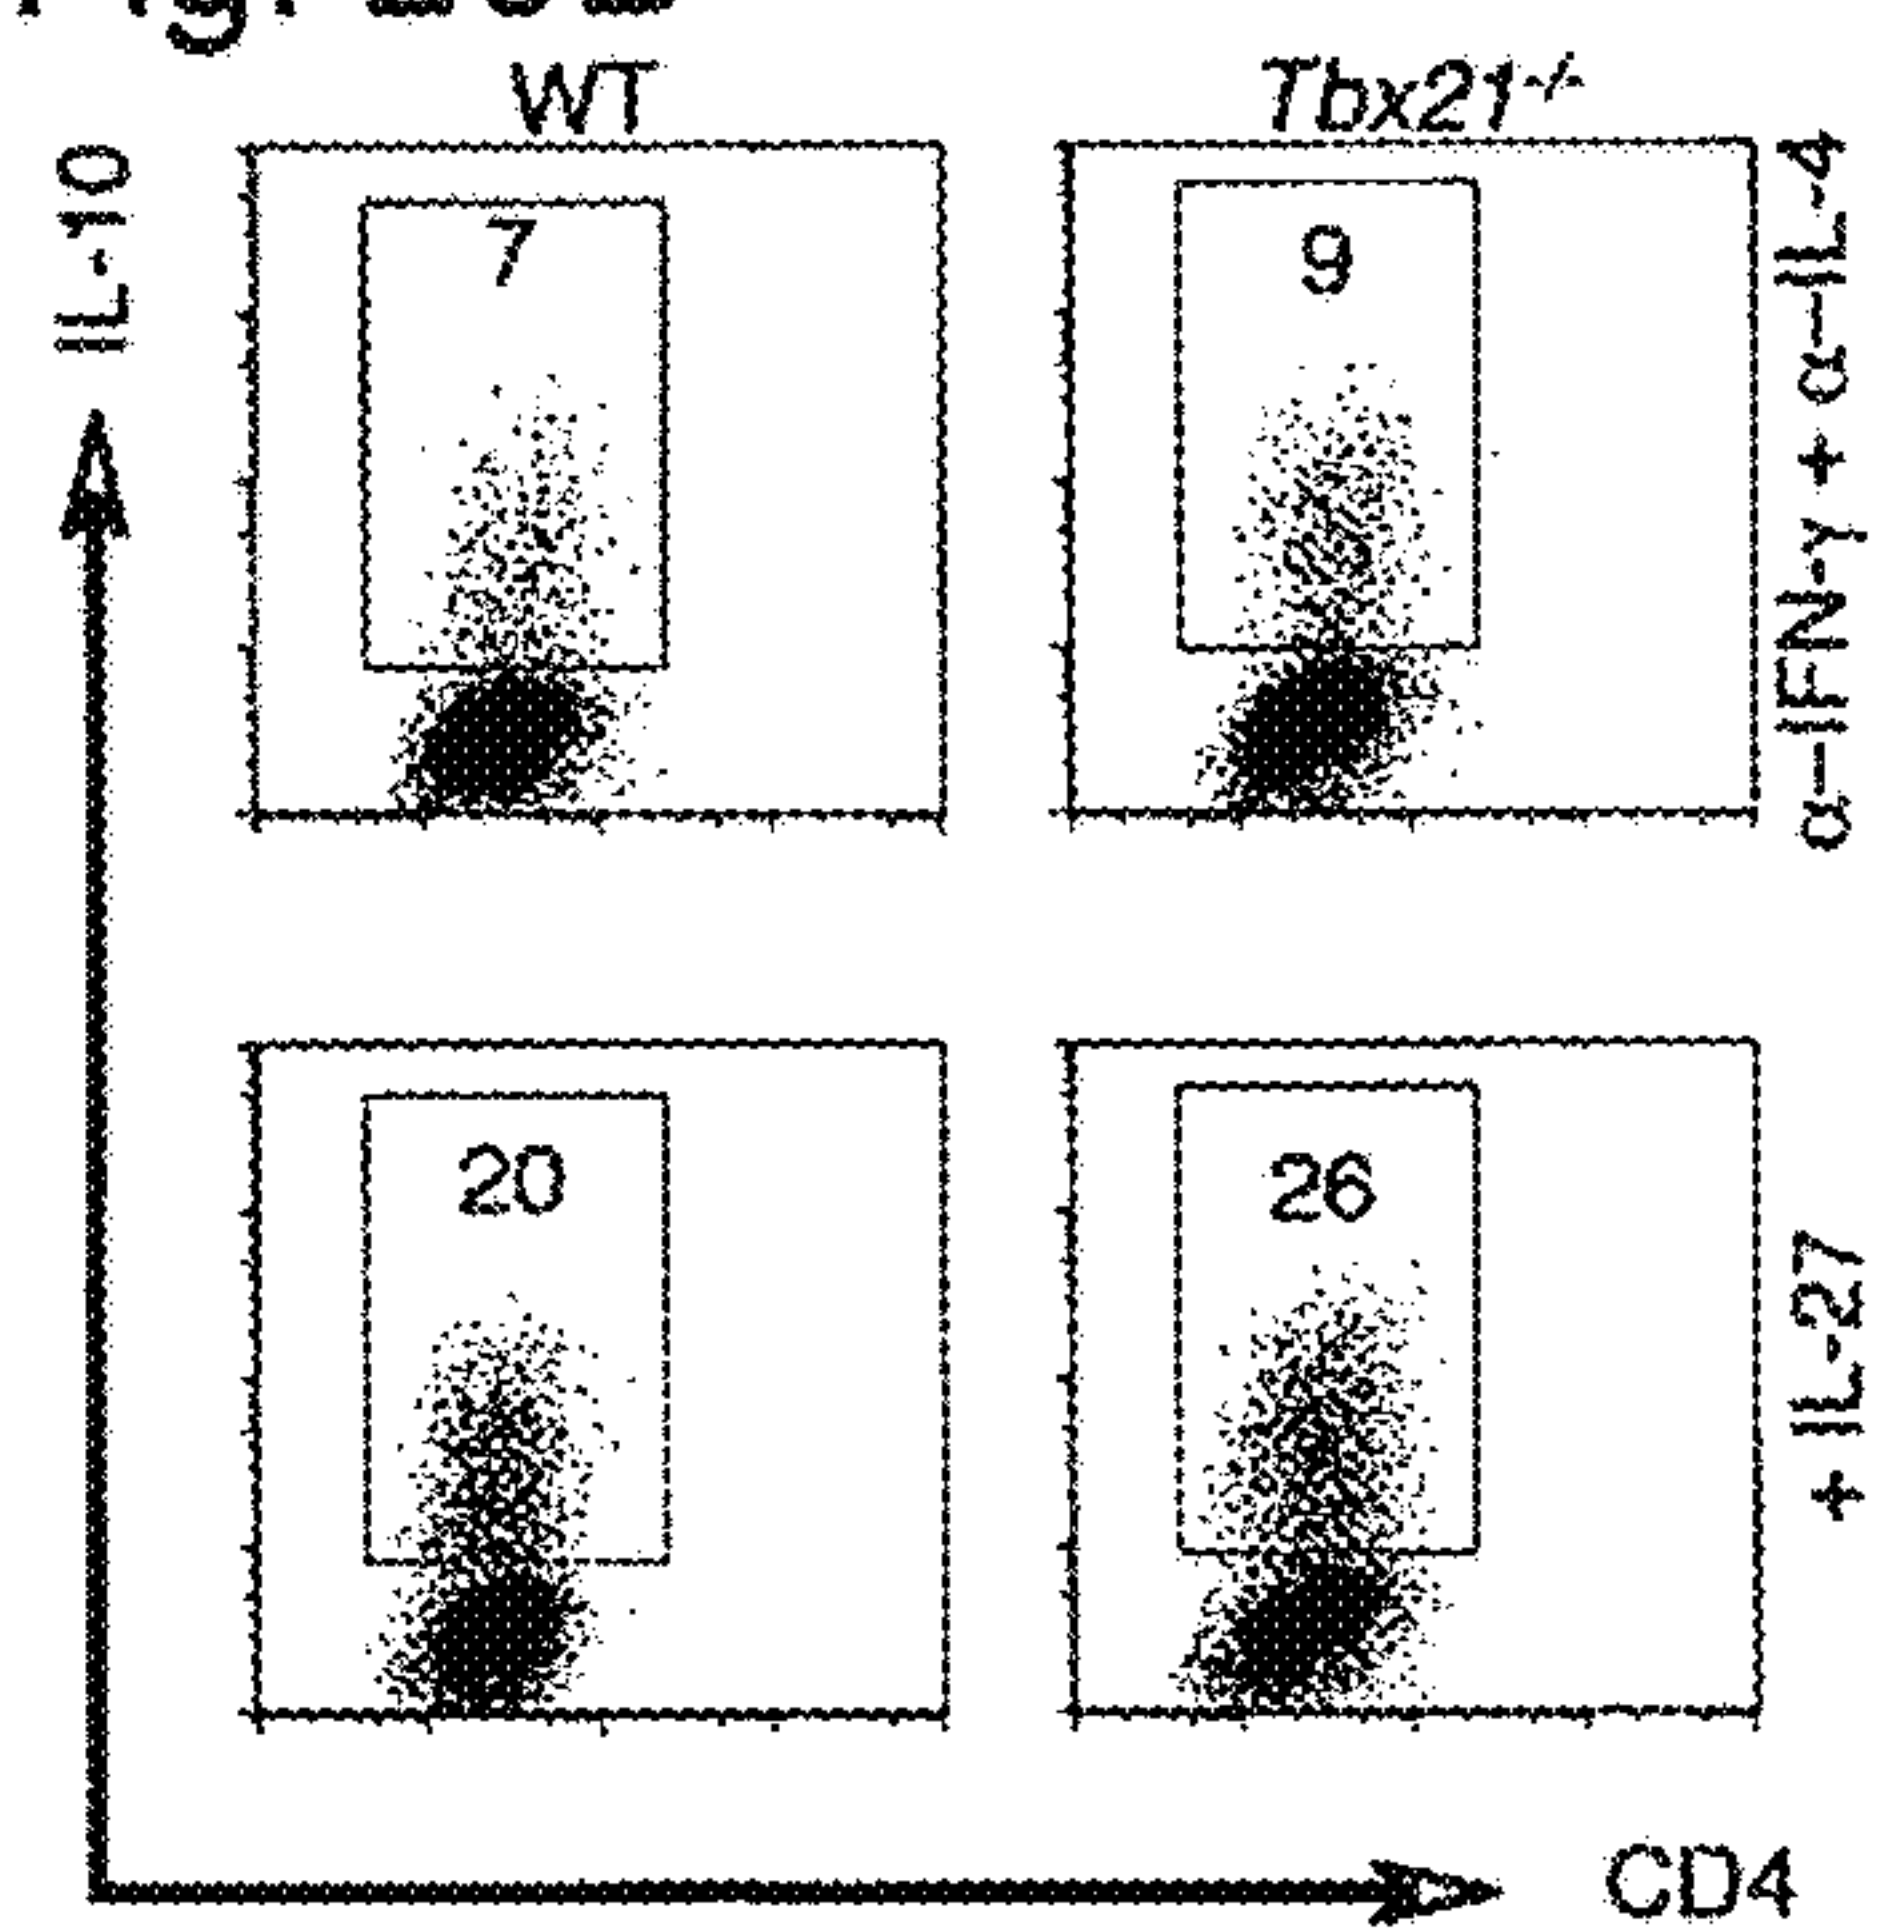 WT
Tbx21-/-
IL-10
7
9
α-IFN-γ + α-IL-4
20
26
+ IL-27
CD4